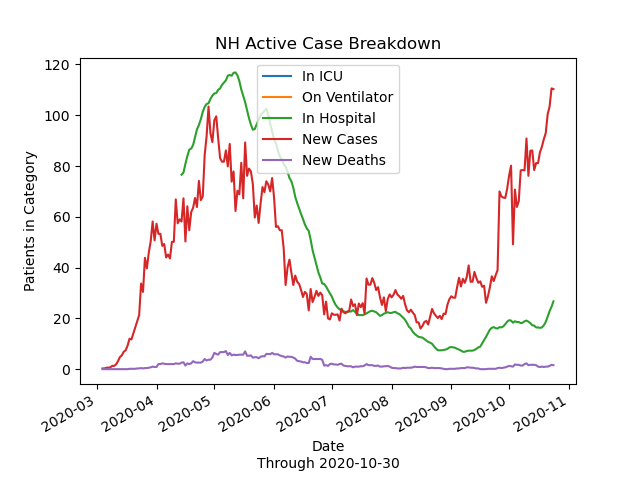 NH Active Case Breakdown
120
100
80
60
40
20
0
Patients in Category
In ICU
On Ventilator
In Hospital
New Cases
New Deaths
2020-03
2020-04
2020-05
2020-06
2020-07
2020-08
2020-09
2020-10
2020-11
Date
Through 2020-10-30